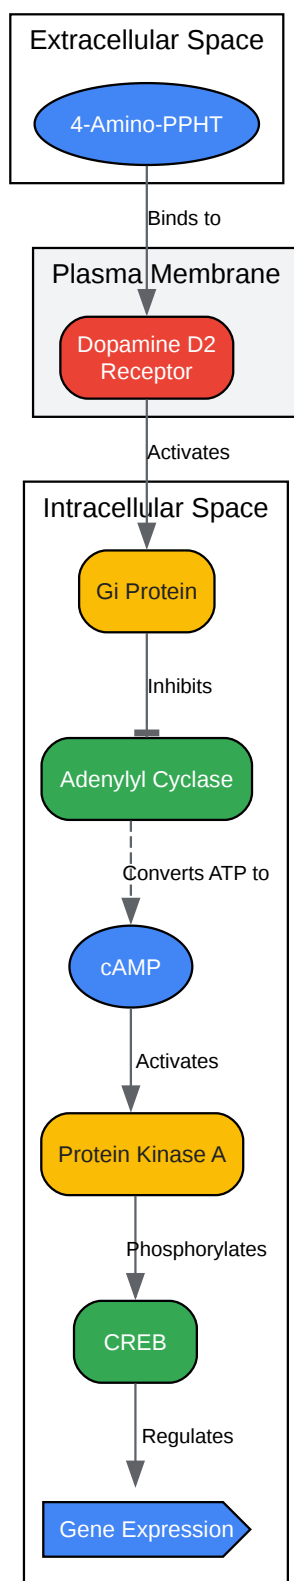 Extracellular Space
4-Amino-PPHT
Binds to
Plasma Membrane
Dopamine D2
Receptor
Activates
Intracellular Space
Gi Protein
Inhibits
Adenylyl Cyclase
Converts ATP to
cAMP
Activates
Protein Kinase A
Phosphorylates
CREB
Regulates
Gene Expression